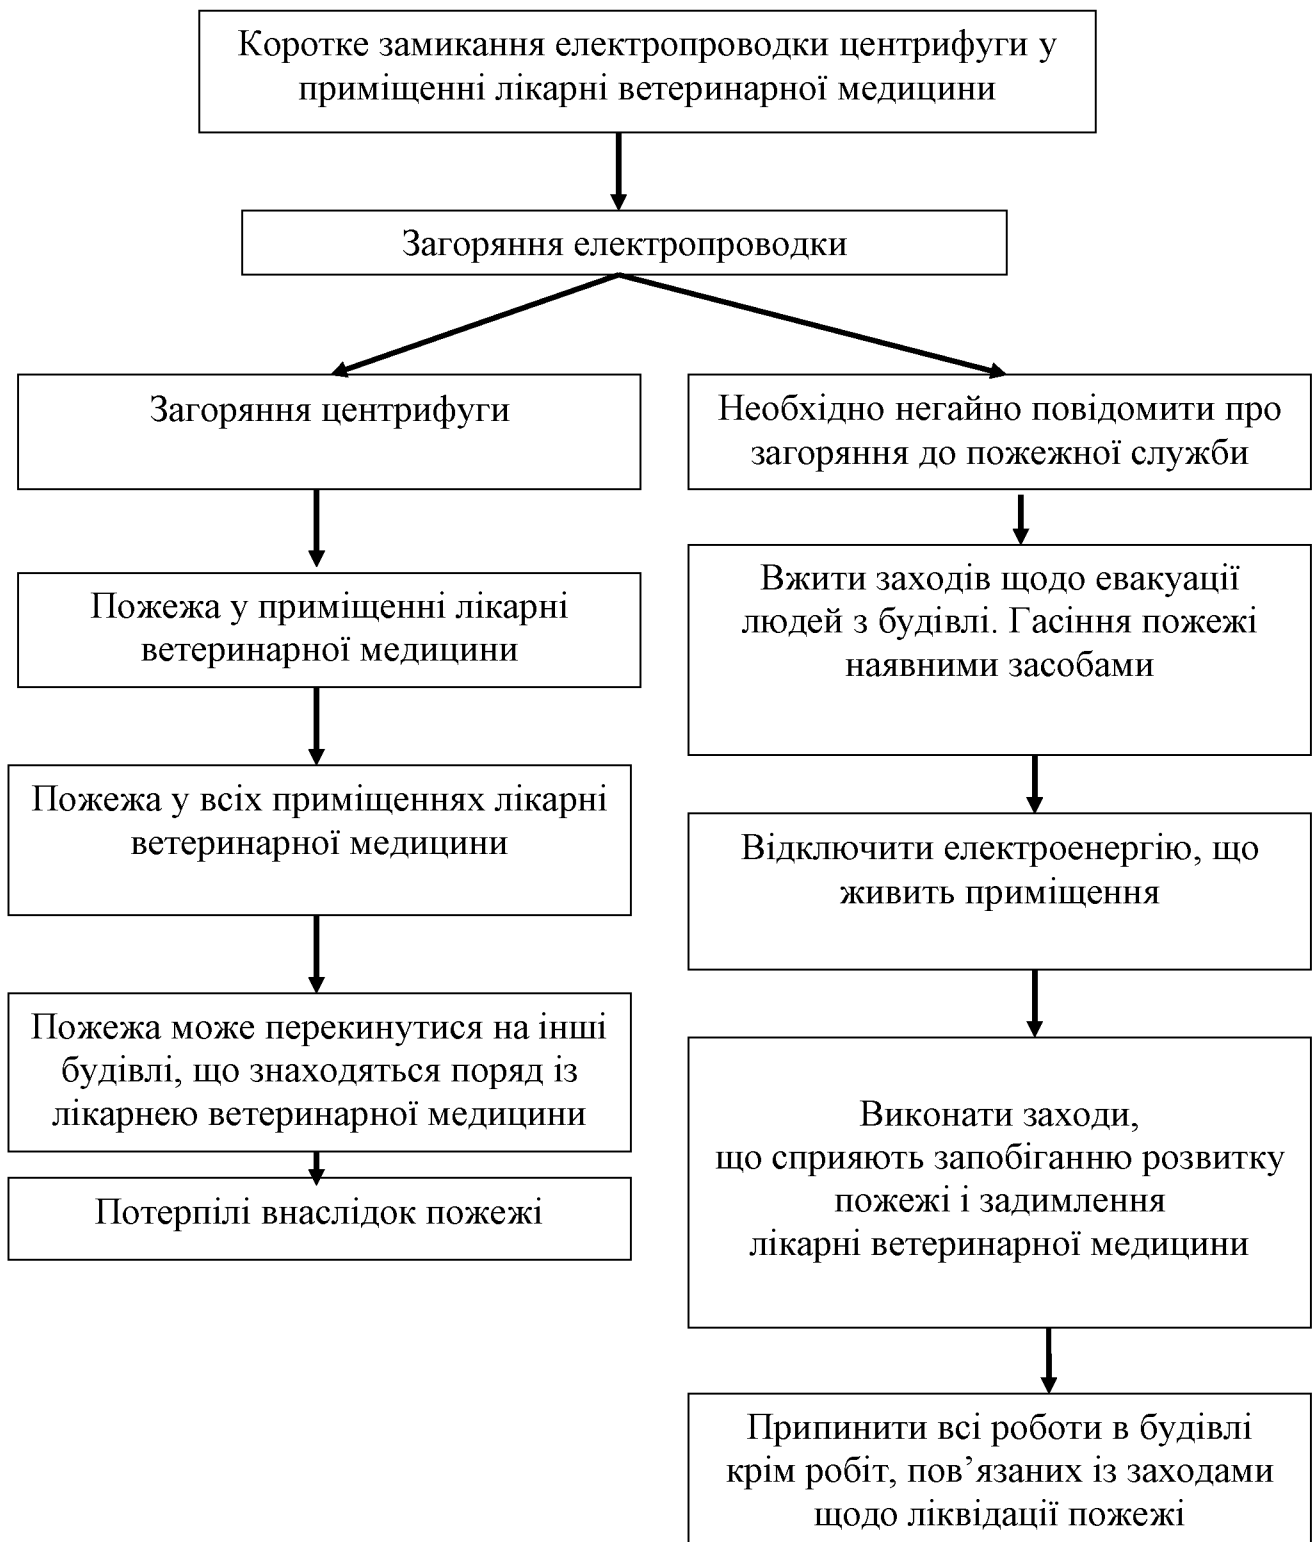 Коротке замикання електропроводки центрифуги у
приміщенні лікарні ветеринарної медицини
Загоряння електропроводки
Загоряння центрифуги
Пожежа у приміщенні лікарні
ветеринарної медицини
Пожежа у всіх приміщеннях лікарні
ветеринарної медицини
Пожежа може перекинутися на інші
будівлі, що знаходяться поряд із
лікарнею ветеринарної медицини
Потерпілі внаслідок пожежі
Необхідно негайно повідомити про
загоряння до пожежної служби
Вжити заходів щодо евакуації
людей з будівлі. Гасіння пожежі
наявними засобами
Відключити електроенергію, що
живить приміщення
Виконати заходи,
що сприяють запобіганню розвитку
пожежі і задимлення
лікарні ветеринарної медицини
Припинити всі роботи в будівлі
крім робіт, пов’язаних із заходами
щодо ліквідації пожежі